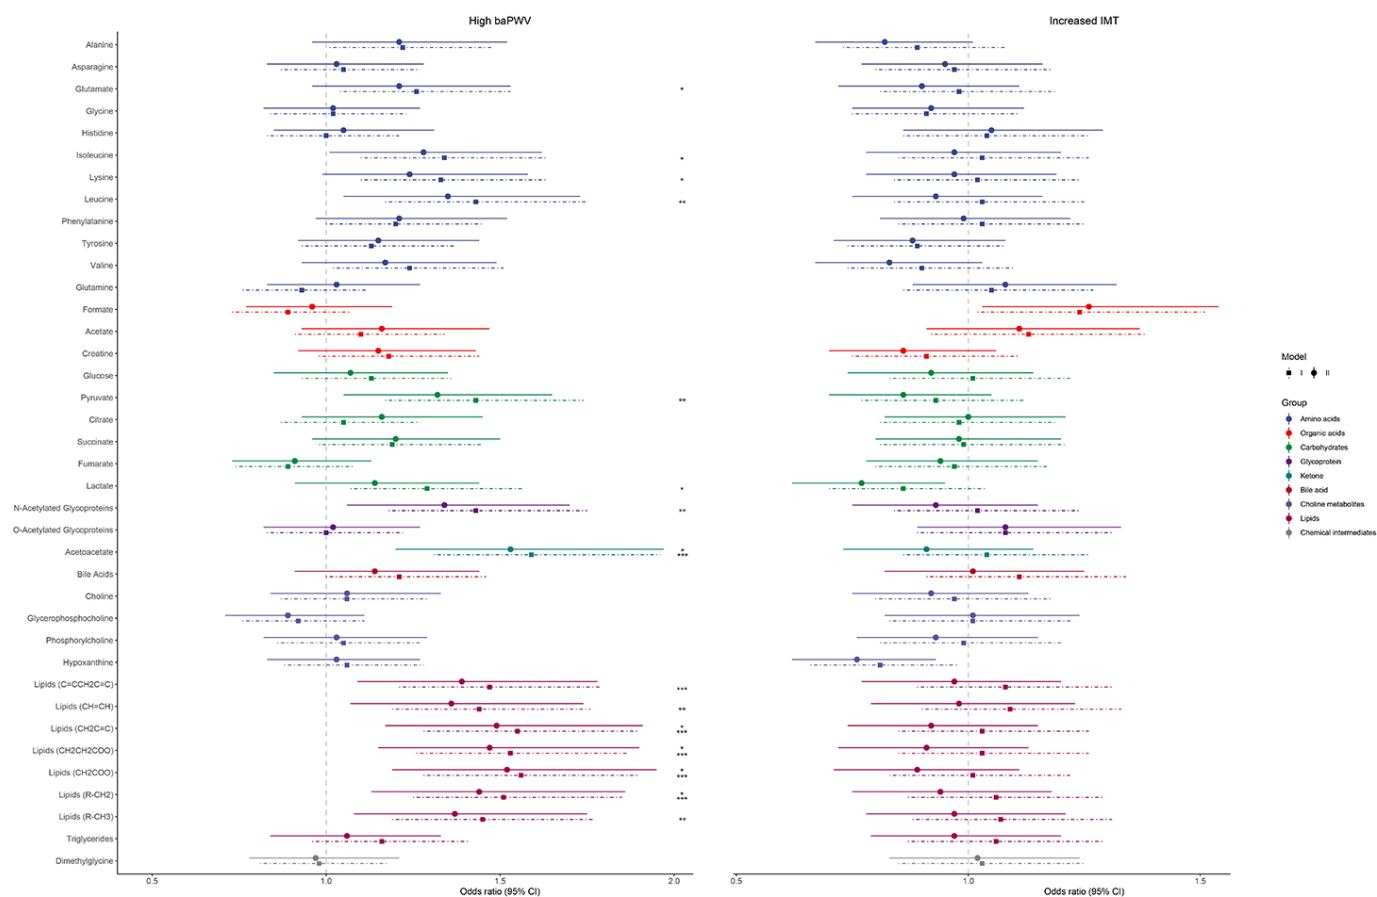 High baPWV
Increased IMT
Alanine
Asparagine
Glutamate *
Glycine
Histidine
Isoleucine *
Lysine *
Leucine **
Phenylalanine
Tyrosine
Valine
Glutamine
Formate
Acetate
Creatine
Glucose
Pyruvate **
Citrate
Succinate
Fumarate
Lactate *
N-Acetylated Glycoproteins **
O-Acetylated Glycoproteins
Acetoacetate *
***
Bile Acids
Choline
Glycerophosphocholine
Phosphorylcholine
Hypoxanthine
Lipids (C=CCH2C=C) ***
Lipids (CH=CH) **
Lipids (CH2C=C) *
***
Lipids (CH2CH2COO) *
***
Lipids (CH2COO) *
***
Lipids (R-CH2) *
***
Lipids (R-CH3) **
Triglycerides
Dimethylglycine
0.5 1.0 1.5 2.0
Odds ratio (95% CI)
0.5 1.0 1.5
Odds ratio (95% CI)
Model
I II
Group
Amino acids
Organic acids
Carbohydrates
Glycoprotein
Ketone
Bile acid
Choline metabolites
Lipids
Chemical intermediates